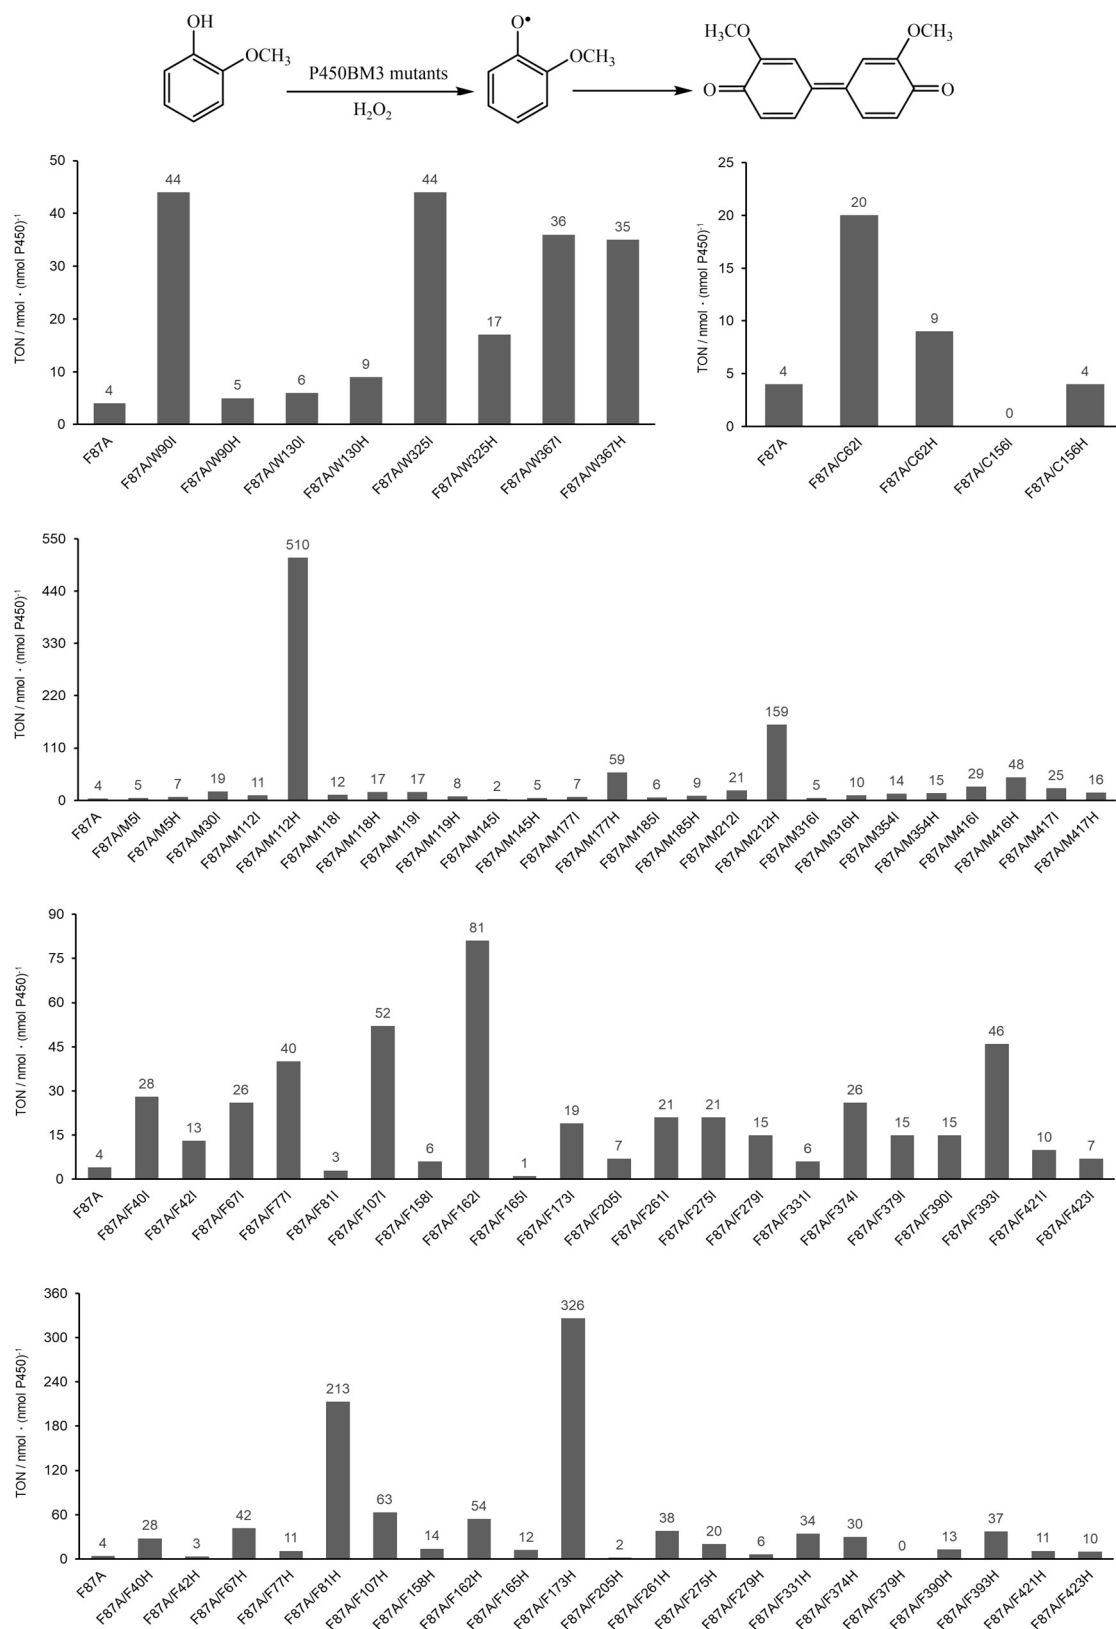 OH
OCH₃
P450BM3 mutants
H₂O₂
O•
OCH₃
H₃CO
OCH₃
O
O
TON / nmol · (nmol P450)⁻¹
50
40
30
20
10
0
4
44
5
6
9
44
17
36
35
F87A
F87A/W90I
F87A/W90H
F87A/W130I
F87A/W130H
F87A/W325I
F87A/W325H
F87A/W367I
F87A/W367H
TON / nmol · (nmol P450)⁻¹
25
20
15
10
5
0
4
20
9
0
4
F87A
F87A/C62I
F87A/C62H
F87A/C156I
F87A/C156H
TON / nmol · (nmol P450)⁻¹
550
440
330
220
110
0
4
5
7
19
11
510
12
17
17
8
2
5
7
59
6
9
21
159
5
10
14
15
29
48
25
16
F87A
F87A/M5I
F87A/M5H
F87A/M30I
F87A/M112I
F87A/M112H
F87A/M118I
F87A/M118H
F87A/M119I
F87A/M119H
F87A/M145I
F87A/M145H
F87A/M177I
F87A/M177H
F87A/M185I
F87A/M185H
F87A/M212I
F87A/M212H
F87A/M316I
F87A/M316H
F87A/M354I
F87A/M354H
F87A/M416I
F87A/M416H
F87A/M417I
F87A/M417H
TON / nmol · (nmol P450)⁻¹
90
75
60
45
30
15
0
4
28
13
26
40
3
52
6
81
1
19
7
21
21
15
6
26
15
15
46
10
7
F87A
F87A/F40I
F87A/F42I
F87A/F67I
F87A/F77I
F87A/F81I
F87A/F107I
F87A/F158I
F87A/F162I
F87A/F165I
F87A/F173I
F87A/F205I
F87A/F261I
F87A/F275I
F87A/F279I
F87A/F331I
F87A/F374I
F87A/F379I
F87A/F390I
F87A/F393I
F87A/F421I
F87A/F423I
TON / nmol · (nmol P450)⁻¹
360
300
240
180
120
60
0
4
28
3
42
11
213
63
14
54
12
326
2
38
20
6
34
30
0
13
37
11
10
F87A
F87A/F40H
F87A/F42H
F87A/F67H
F87A/F77H
F87A/F81H
F87A/F107H
F87A/F158H
F87A/F162H
F87A/F165H
F87A/F173H
F87A/F205H
F87A/F261H
F87A/F275H
F87A/F279H
F87A/F331H
F87A/F374H
F87A/F379H
F87A/F390H
F87A/F393H
F87A/F421H
F87A/F423H